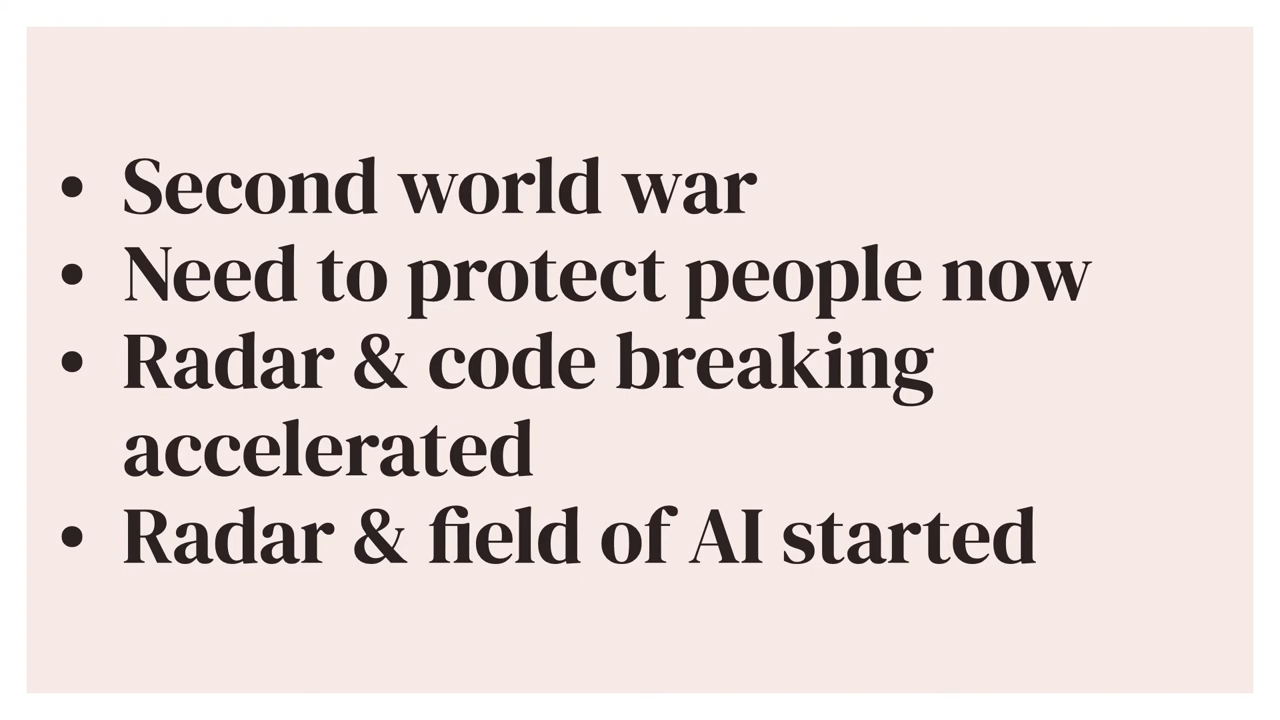 • Second world war
• Need to protect people now
• Radar & code breaking
accelerated
• Radar & field of AI started